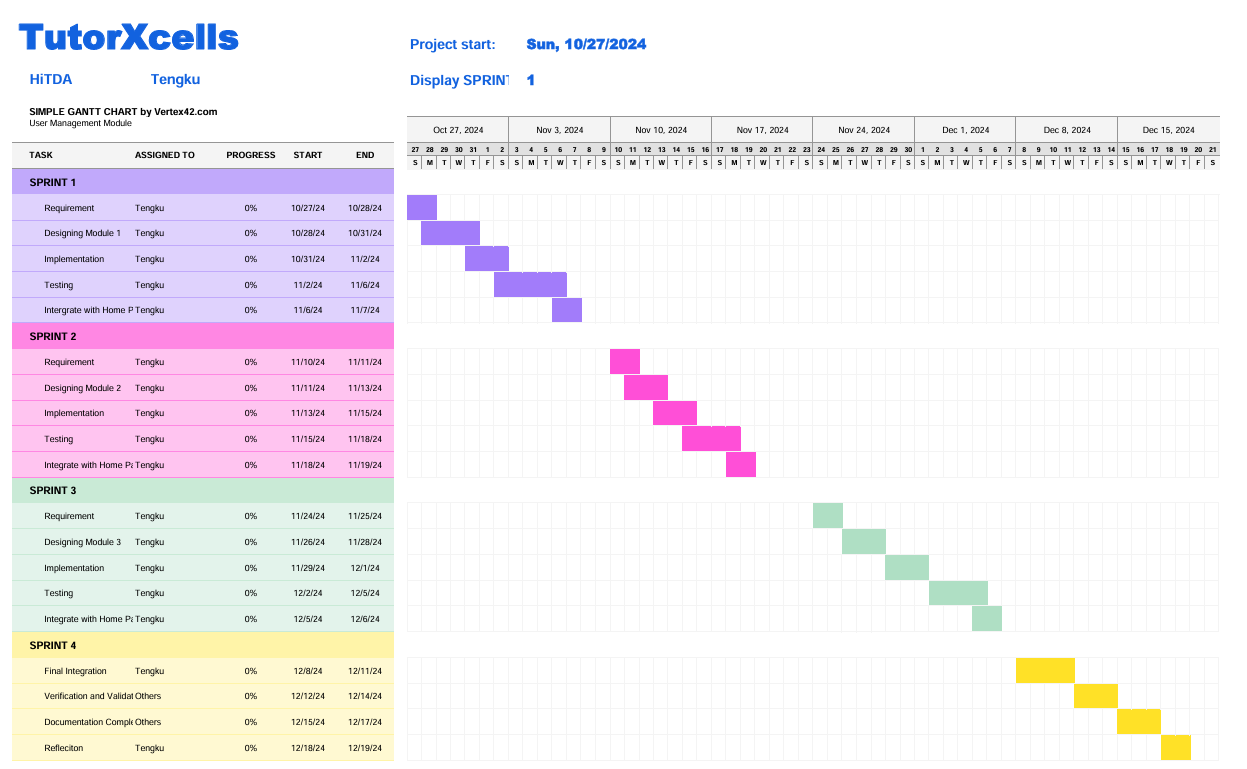 TutorXcells
Project start: Sun, 10/27/2024
HiTDA Tengku
Display SPRINT 1
SIMPLE GANTT CHART by Vertex42.com
User Management Module
Oct 27, 2024 Nov 3, 2024 Nov 10, 2024 Nov 17, 2024 Nov 24, 2024 Dec 1, 2024 Dec 8, 2024 Dec 15, 2024
27 28 29 30 31 1 2 3 4 5 6 7 8 9 10 11 12 13 14 15 16 17 18 19 20 21 22 23 24 25 26 27 28 29 30 1 2 3 4 5 6 7 8 9 10 11 12 13 14 15 16 17 18 19 20 21
TASK ASSIGNED TO PROGRESS START END
S M T W T F S S M T W T F S S M T W T F S S M T W T F S S M T W T F S S M T W T F S S M T W T F S S M T W T F S
SPRINT 1
Requirement Tengku 0% 10/27/24 10/28/24
Designing Module 1 Tengku 0% 10/28/24 10/31/24
Implementation Tengku 0% 10/31/24 11/2/24
Testing Tengku 0% 11/2/24 11/6/24
Intergrate with Home P Tengku 0% 11/6/24 11/7/24
SPRINT 2
Requirement Tengku 0% 11/10/24 11/11/24
Designing Module 2 Tengku 0% 11/11/24 11/13/24
Implementation Tengku 0% 11/13/24 11/15/24
Testing Tengku 0% 11/15/24 11/18/24
Integrate with Home Pa Tengku 0% 11/18/24 11/19/24
SPRINT 3
Requirement Tengku 0% 11/24/24 11/25/24
Designing Module 3 Tengku 0% 11/26/24 11/28/24
Implementation Tengku 0% 11/29/24 12/1/24
Testing Tengku 0% 12/2/24 12/5/24
Integrate with Home Pa Tengku 0% 12/5/24 12/6/24
SPRINT 4
Final Integration Tengku 0% 12/8/24 12/11/24
Verification and Validat Others 0% 12/12/24 12/14/24
Documentation Comple Others 0% 12/15/24 12/17/24
Refleciton Tengku 0% 12/18/24 12/19/24